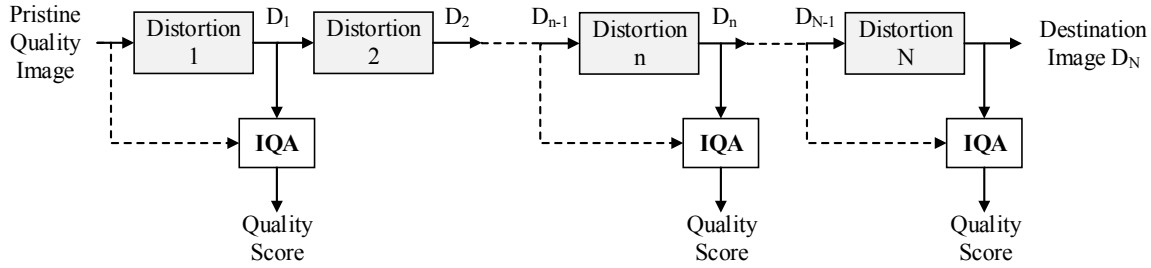 Pristine
Quality
Image
Distortion
1
D1
Distortion
2
D2
Dn-1
Distortion
n
Dn
DN-1
Distortion
N
Destination
Image DN
IQA
IQA
IQA
Quality
Score
Quality
Score
Quality
Score